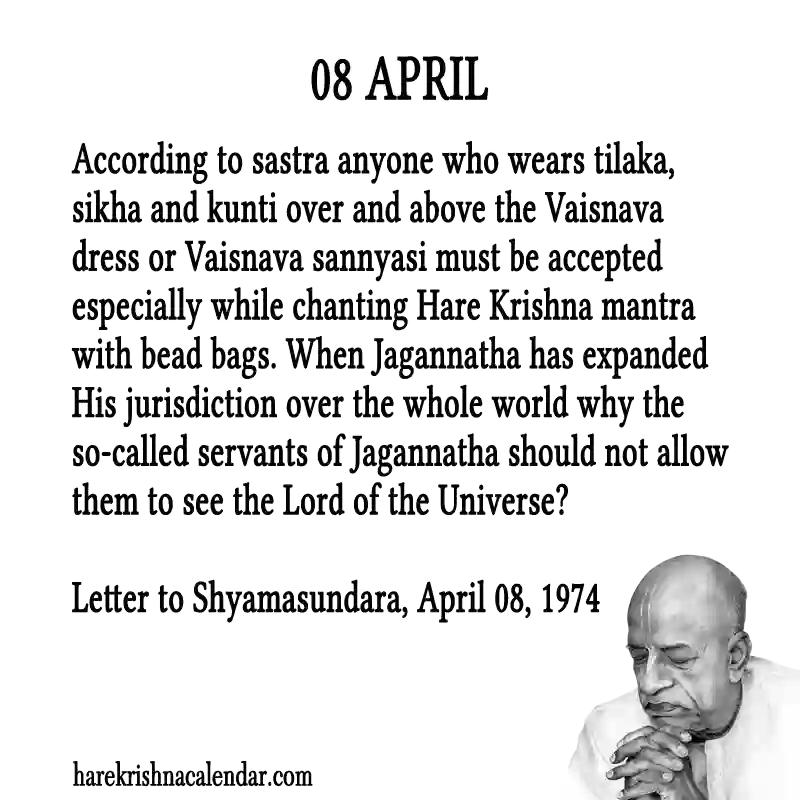 08 APRIL
According to sastra anyone who wears tilaka,
sikha and kunti over and above the Vaisnava
dress or Vaisnava sannyasi must be accepted
especially while chanting Hare Krishna mantra
with bead bags. When Jagannatha has expanded
His jurisdiction over the whole world why the
so-called servants of Jagannatha should not allow
them to see the Lord of the Universe?
Letter to Shyamasundara, April 08, 1974
harekrishnacalendar.com